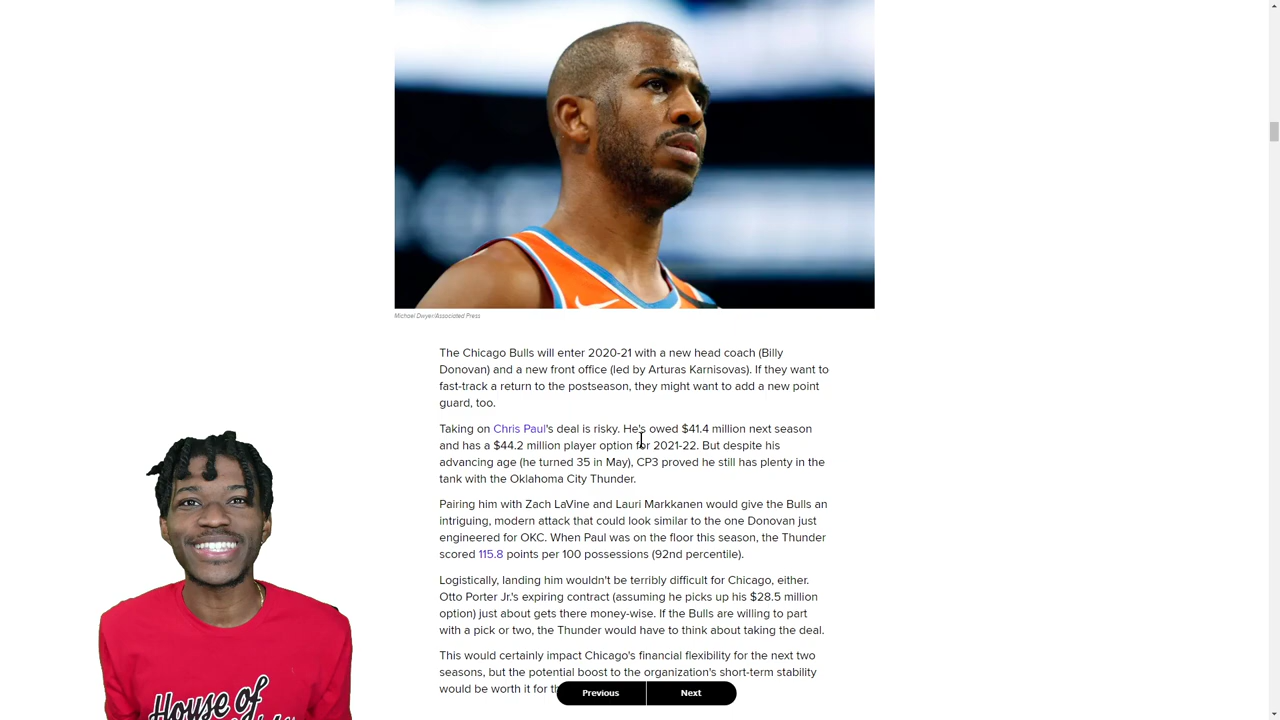 Michael Dwyer/Associated Press
The Chicago Bulls will enter 2020-21 with a new head coach (Billy
Donovan) and a new front office (led by Arturas Karnisovas). If they want to
fast-track a return to the postseason, they might want to add a new point
guard, too.
Taking on Chris Paul's deal is risky. He's owed $41.4 million next season
and has a $44.2 million player option for 2021-22. But despite his
advancing age (he turned 35 in May), CP3 proved he still has plenty in the
tank with the Oklahoma City Thunder.
Pairing him with Zach LaVine and Lauri Markkanen would give the Bulls an
intriguing, modern attack that could look similar to the one Donovan just
engineered for OKC. When Paul was on the floor this season, the Thunder
scored 115.8 points per 100 possessions (92nd percentile).
Logistically, landing him wouldn't be terribly difficult for Chicago, either.
Otto Porter Jr.'s expiring contract (assuming he picks up his $28.5 million
option) just about gets there money-wise. If the Bulls are willing to part
with a pick or two, the Thunder would have to think about taking the deal.
This would certainly impact Chicago's financial flexibility for the next two
seasons, but the potential boost to the organization's short-term stability
would be worth it for
Previous Next
House of